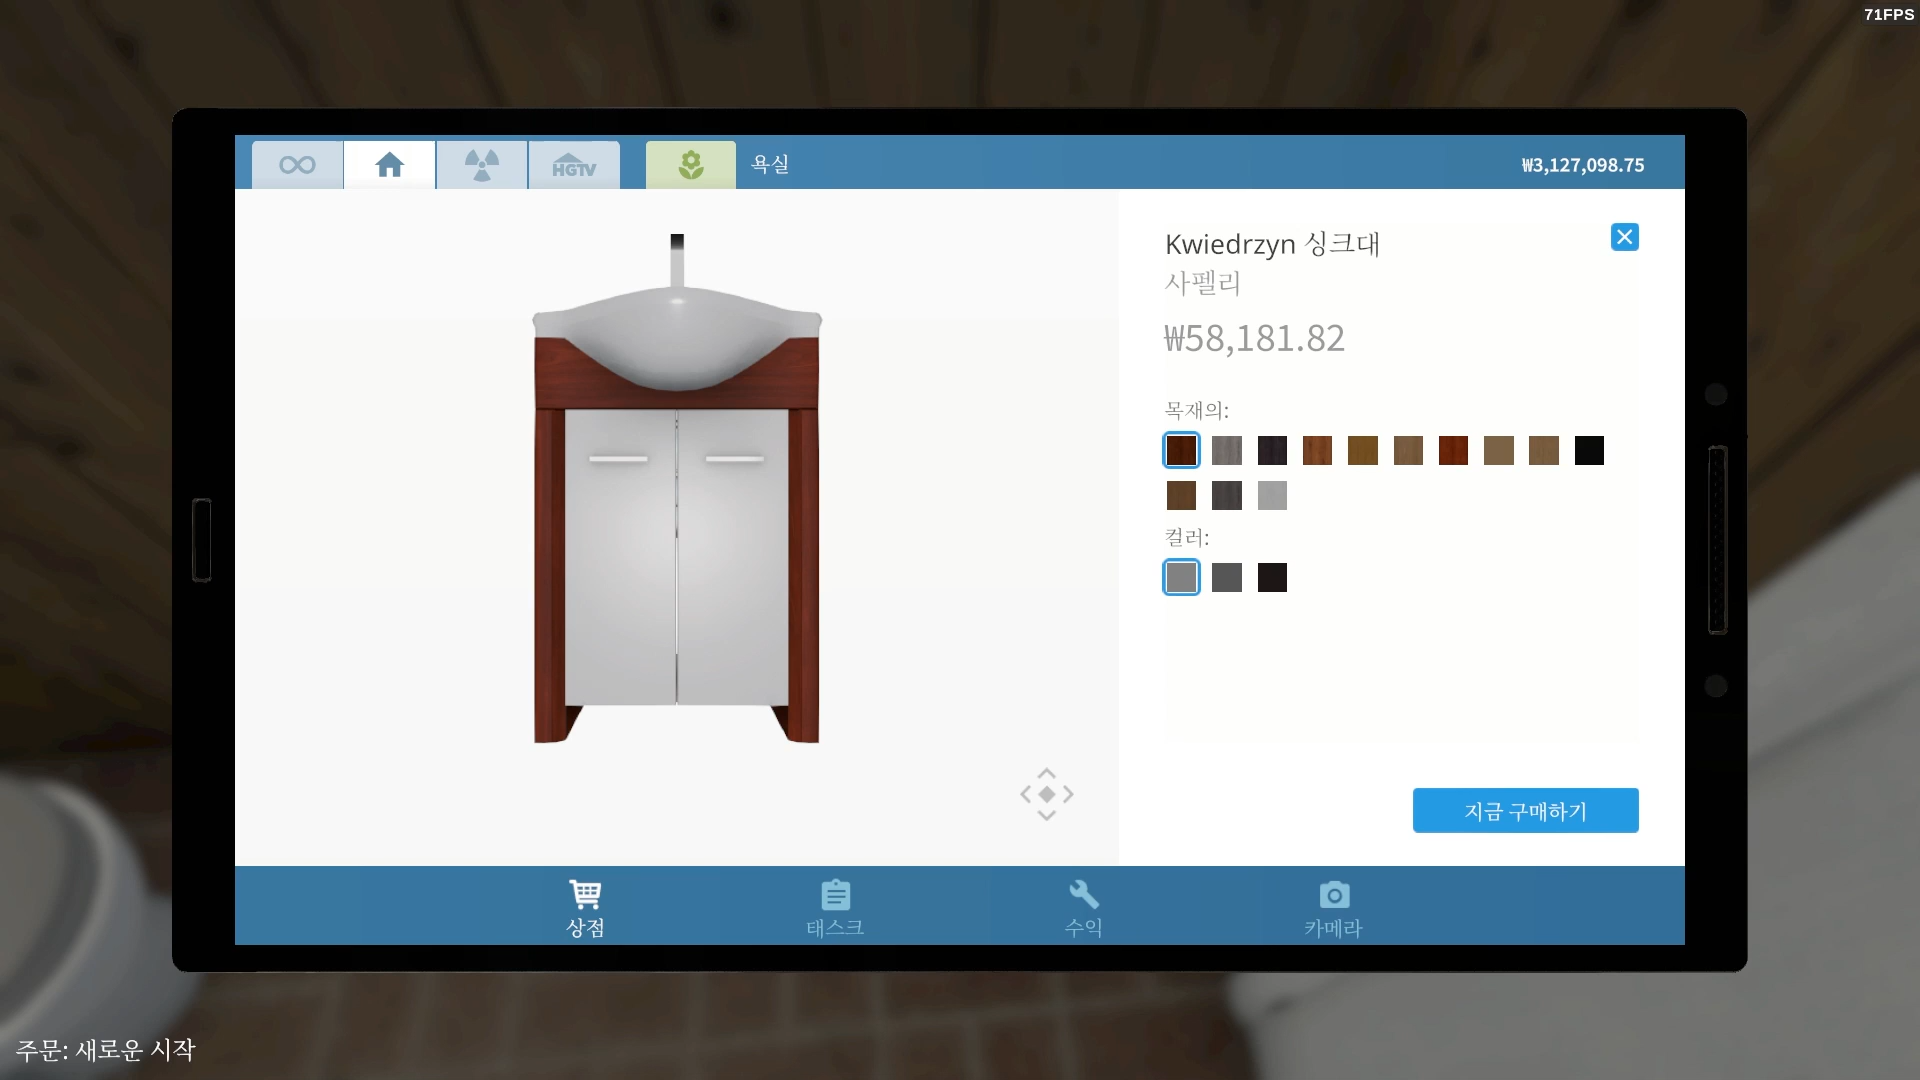 71FPS
HGTV
욕실
₩3,127,098.75
Kwiedrzyn 싱크대
사펠리
₩58,181.82
목재의:
컬러:
지금 구매하기
상점
태스크
수익
카메라
주문: 새로운 시작